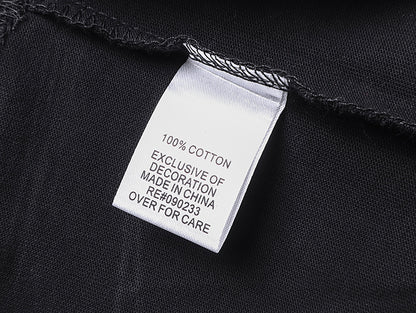 100% COTTON
EXCLUSIVE OF
DECORATION
MADE IN CHINA
RE#090233
OVER FOR CARE